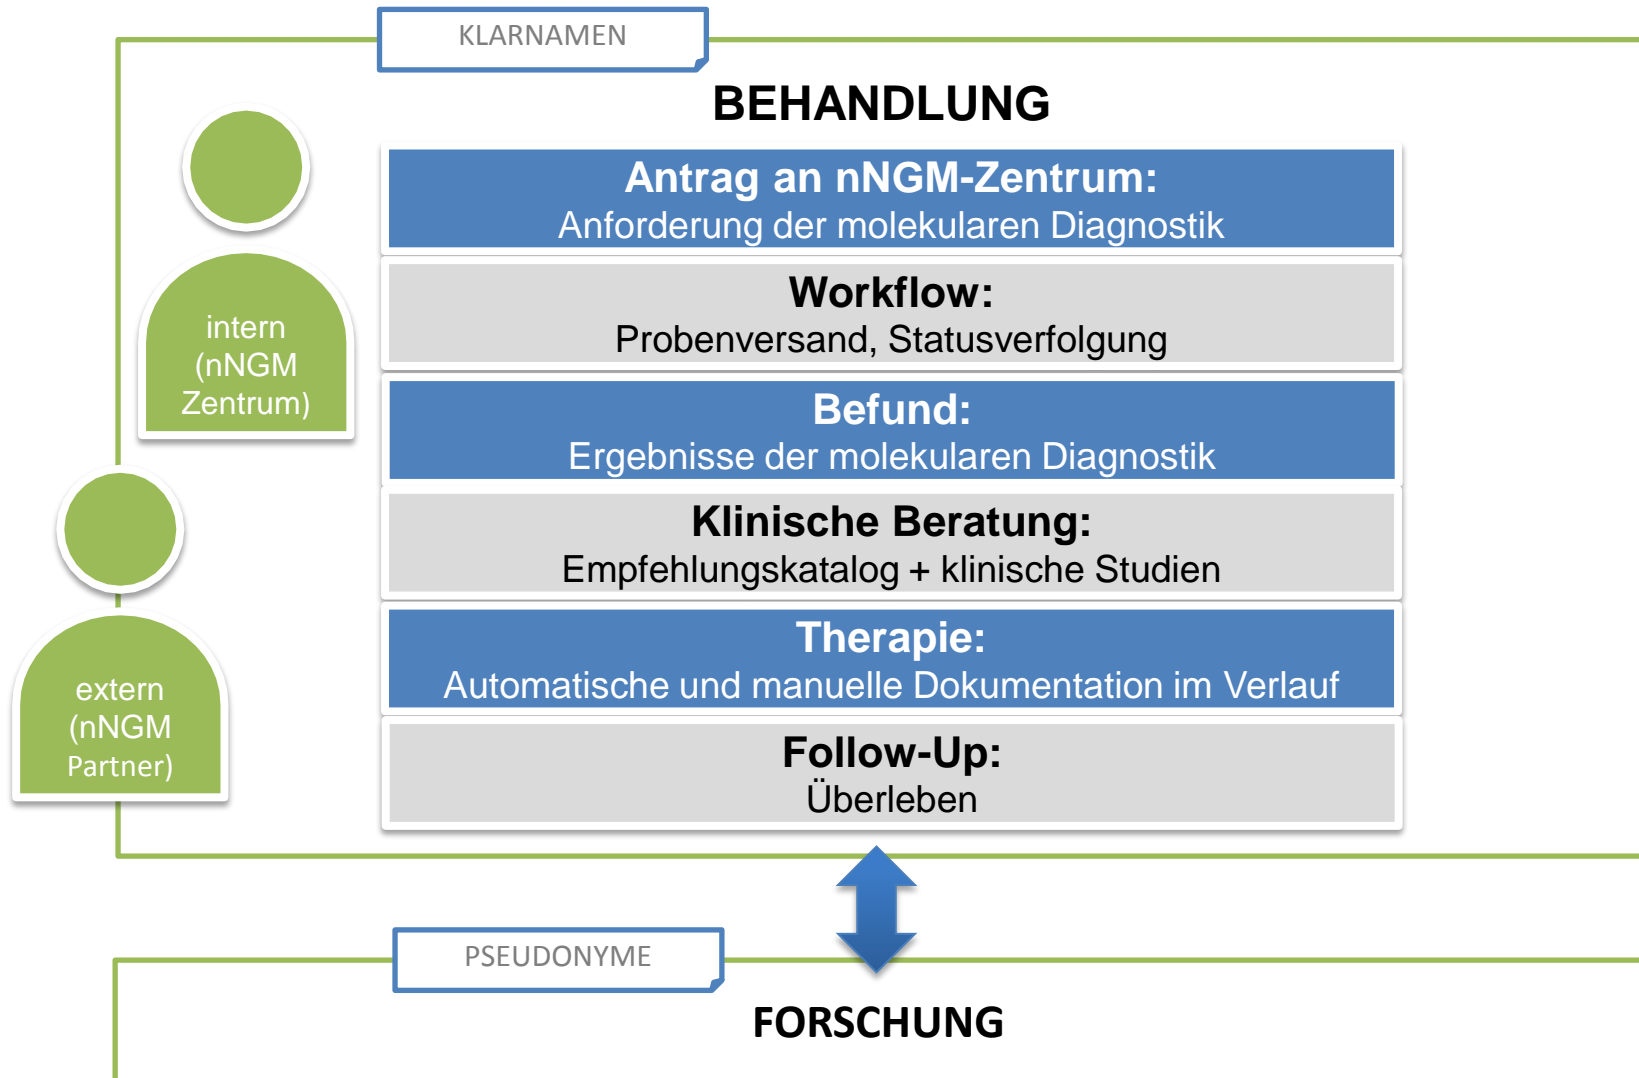 KLARNAMEN
BEHANDLUNG
Antrag an nNGM-Zentrum:
Anforderung der molekularen Diagnostik
Workflow:
Probenversand, Statusverfolgung
Befund:
Ergebnisse der molekularen Diagnostik
Klinische Beratung:
Empfehlungskatalog + klinische Studien
Therapie:
Automatische und manuelle Dokumentation im Verlauf
Follow-Up:
Überleben
intern
(nNGM
Zentrum)
extern
(nNGM
Partner)
PSEUDONYME
FORSCHUNG